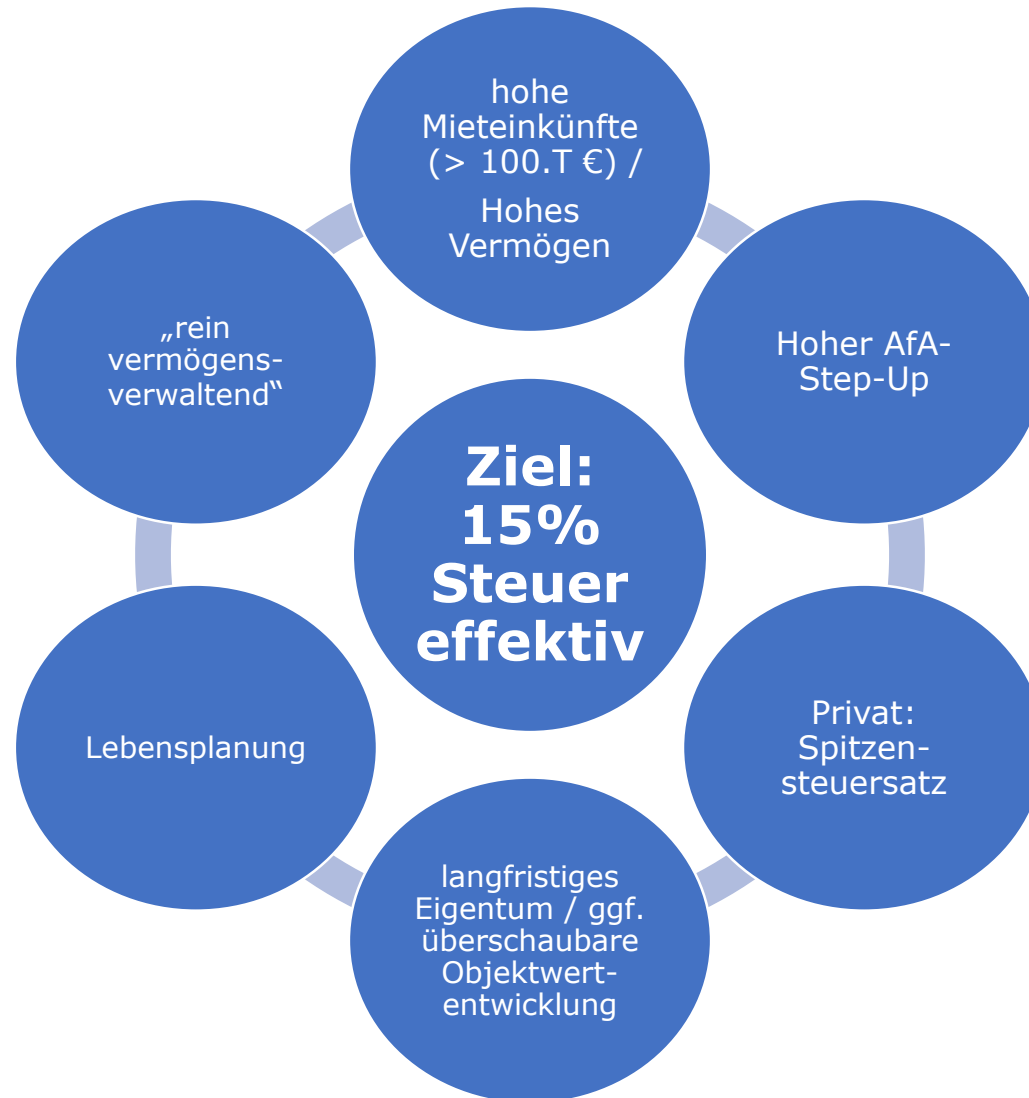 hohe
Mieteinkünfte
(> 100.T €) /
Hohes
Vermögen
Hoher AfA-
Step-Up
Privat:
Spitzen-
steuersatz
langfristiges
Eigentum / ggf.
überschaubare
Objektwert-
entwicklung
Lebensplanung
„rein
vermögens-
verwaltend“
Ziel:
15%
Steuer
effektiv